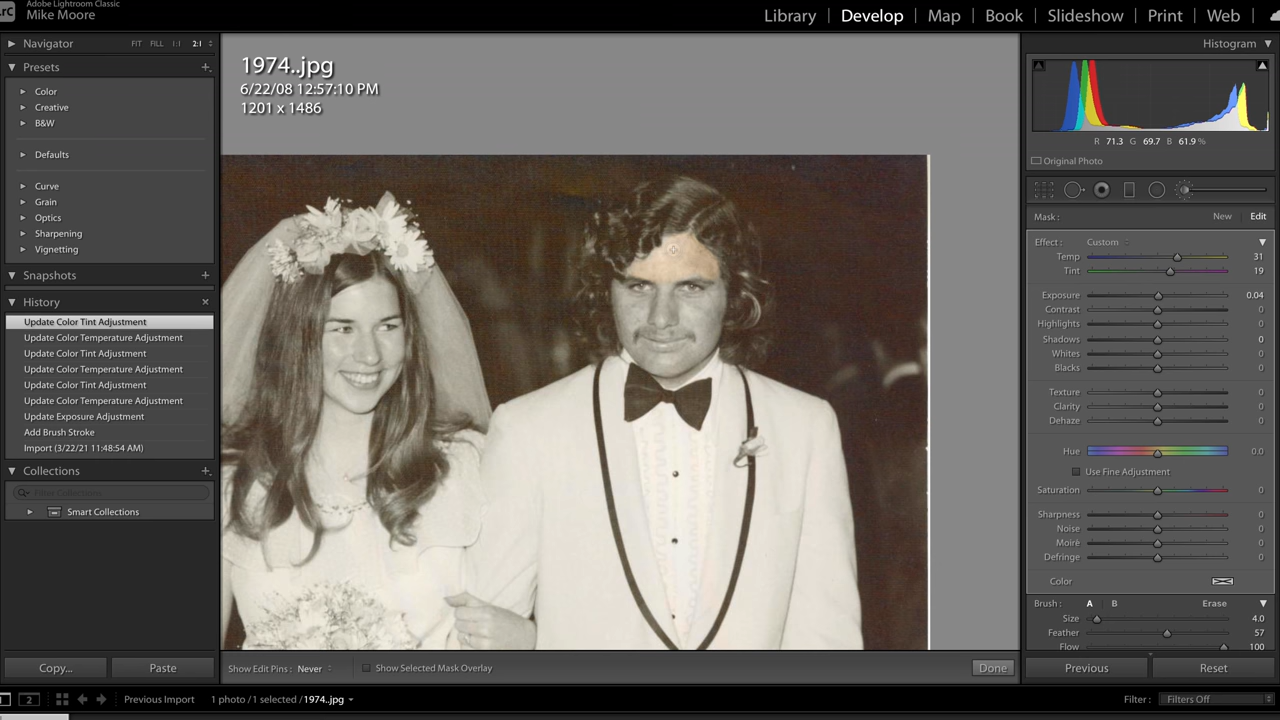 Adobe Lightroom Classic
Mike Moore
Library | Develop | Map | Book | Slideshow | Print | Web |
Navigator FIT FILL 1:1 2:1
Presets
Color
Creative
B&W
Defaults
Curve
Grain
Optics
Sharpening
Vignetting
Snapshots
History
Update Color Tint Adjustment
Update Color Temperature Adjustment
Update Color Tint Adjustment
Update Color Temperature Adjustment
Update Color Tint Adjustment
Update Color Temperature Adjustment
Update Exposure Adjustment
Add Brush Stroke
Import (3/22/21 11:48:54 AM)
Collections
Filter Collections
Smart Collections
Copy... Paste
1974..jpg
6/22/08 12:57:10 PM
1201 x 1486
Show Edit Pins : Never
Show Selected Mask Overlay
Done
Histogram
R 71.3 G 69.7 B 61.9 %
Original Photo
Mask : New Edit
Effect : Custom
Temp 31
Tint 19
Exposure 0.04
Contrast 0
Highlights 0
Shadows 0
Whites 0
Blacks 0
Texture 0
Clarity 0
Dehaze 0
Hue 0.0
Use Fine Adjustment
Saturation 0
Sharpness 0
Noise 0
Moiré 0
Defringe 0
Color
Brush : A B Erase
Size 4.0
Feather 57
Flow 100
Previous Reset
2 Previous Import 1 photo / 1 selected / 1974..jpg
Filter : Filters Off